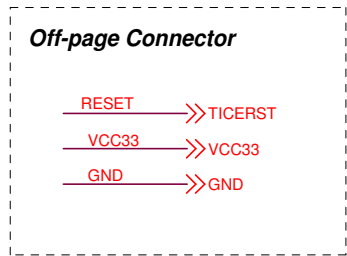 Off-page Connector
RESET TICERST
VCC33 VCC33
GND GND